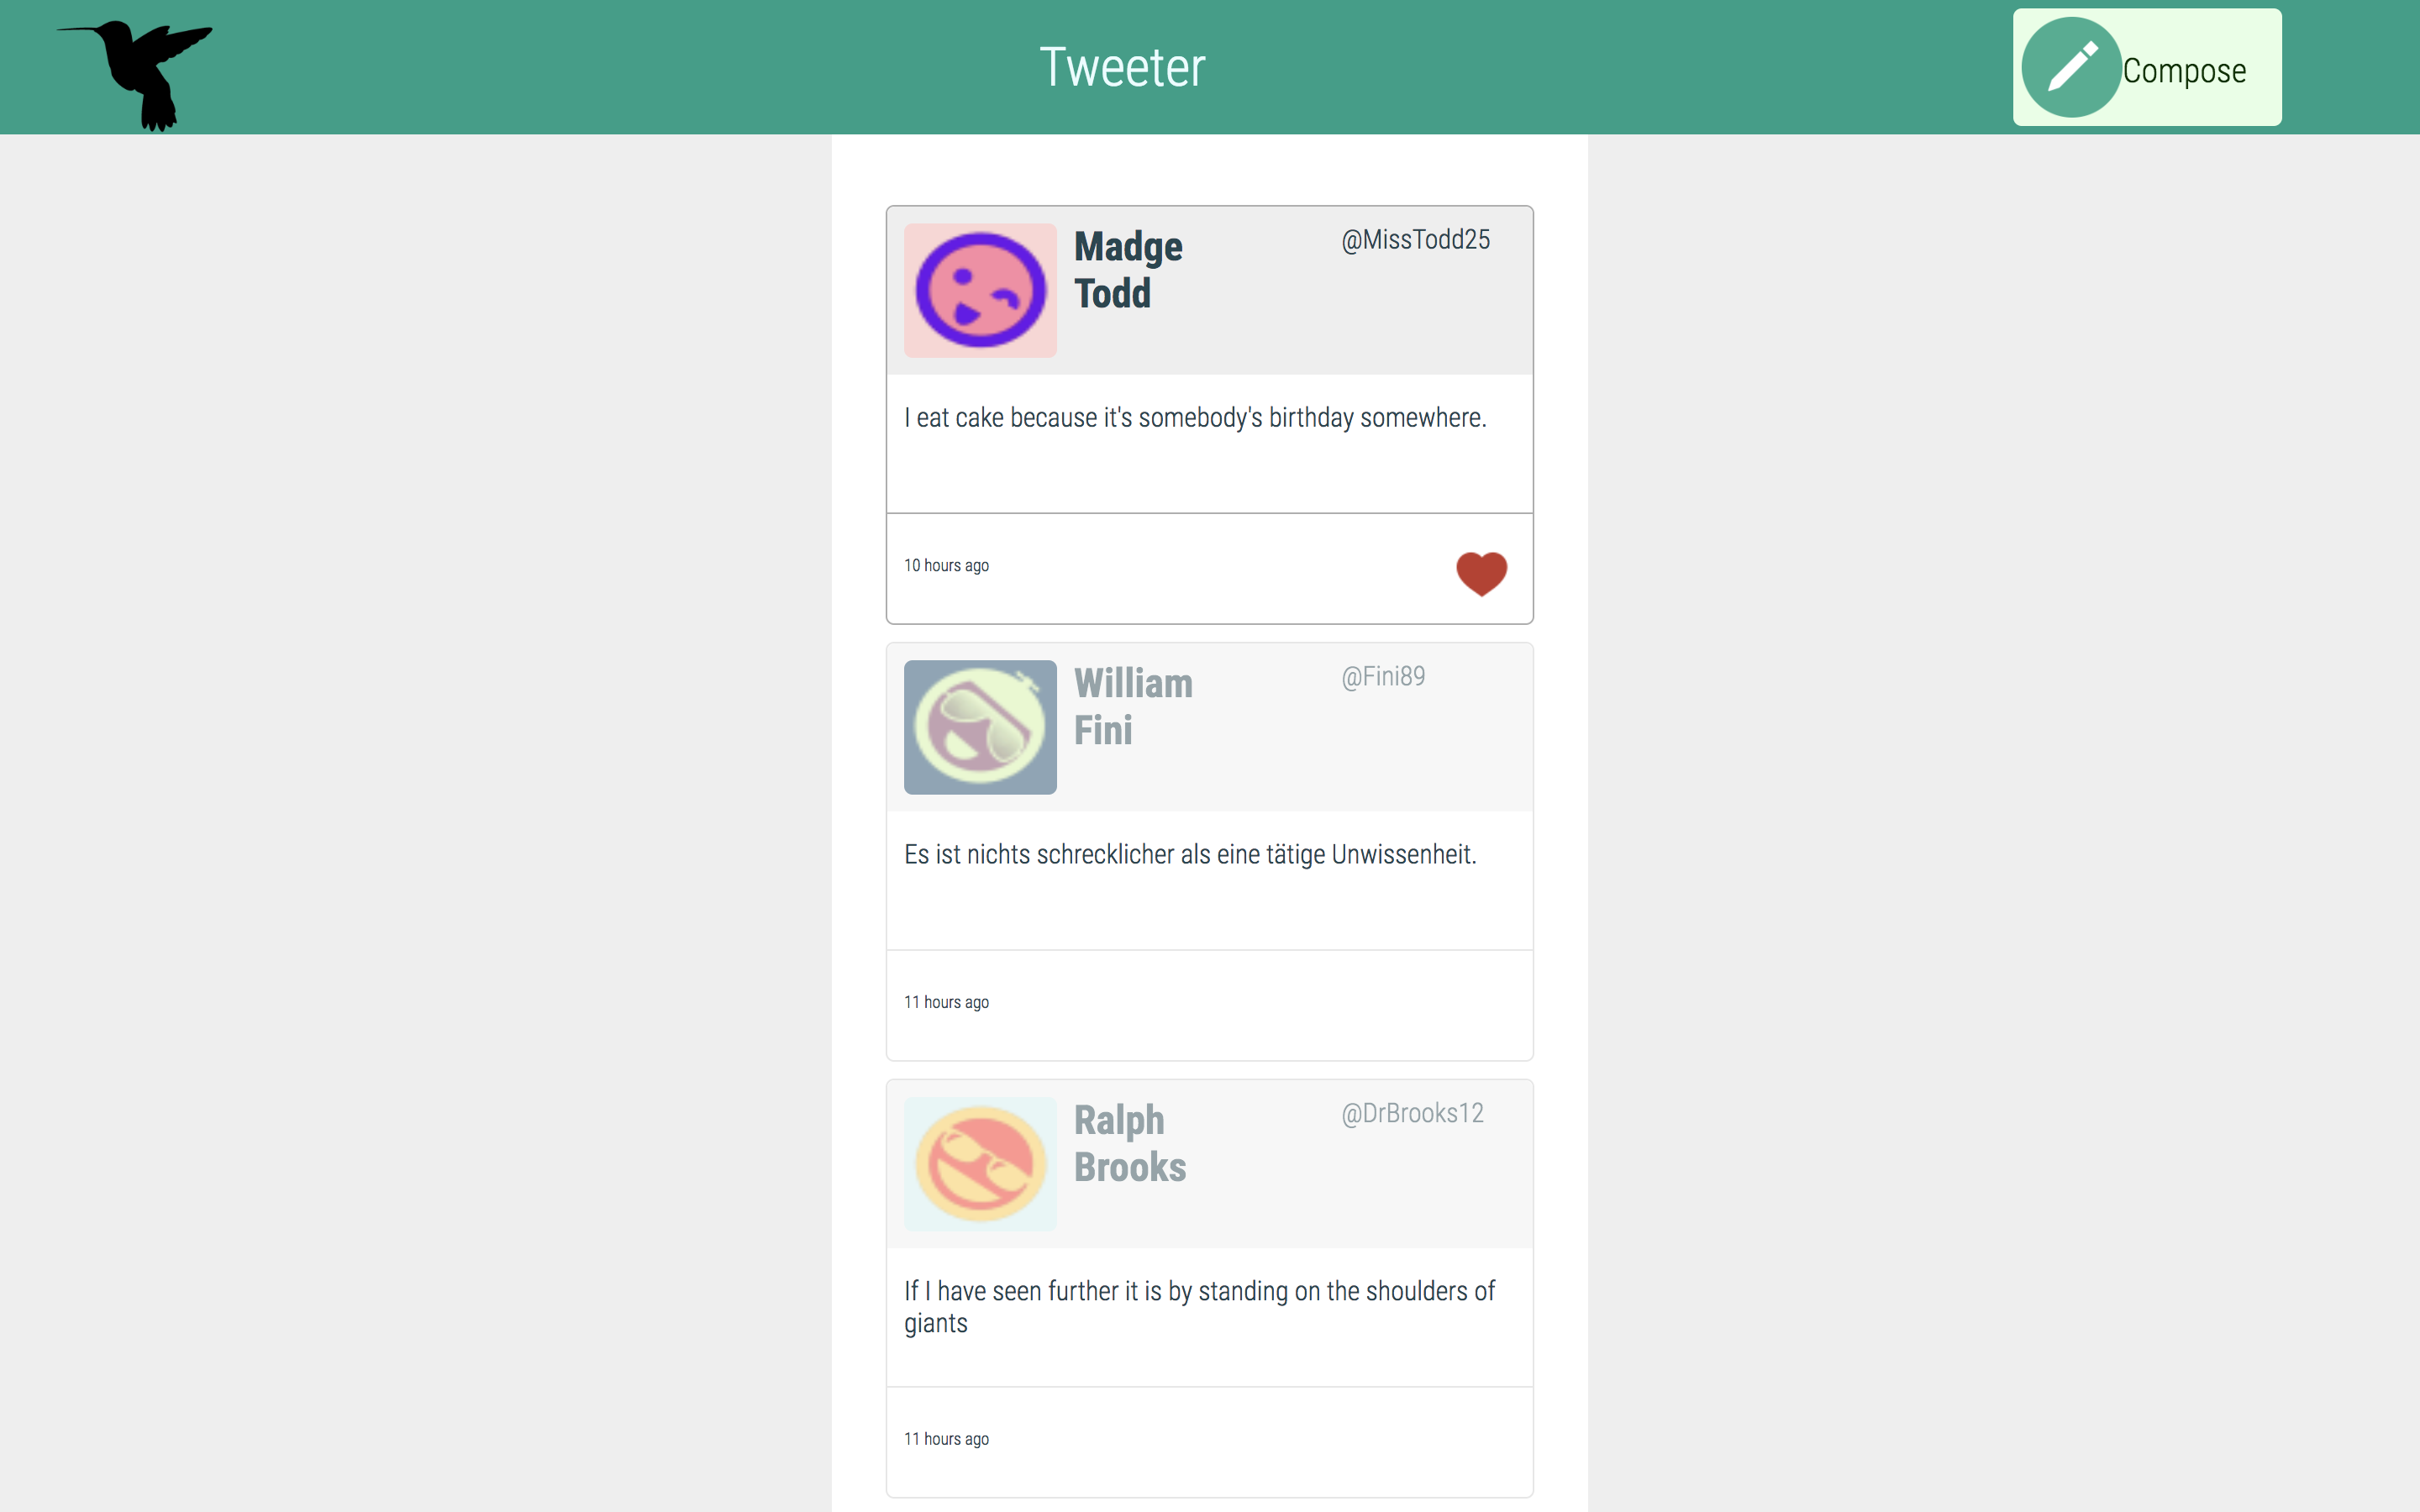 Tweeter
Compose
Madge
Todd
@MissTodd25
I eat cake because it's somebody's birthday somewhere.
10 hours ago
William
Fini
@Fini89
Es ist nichts schrecklicher als eine tätige Unwissenheit.
11 hours ago
Ralph
Brooks
@DrBrooks12
If I have seen further it is by standing on the shoulders of
giants
11 hours ago